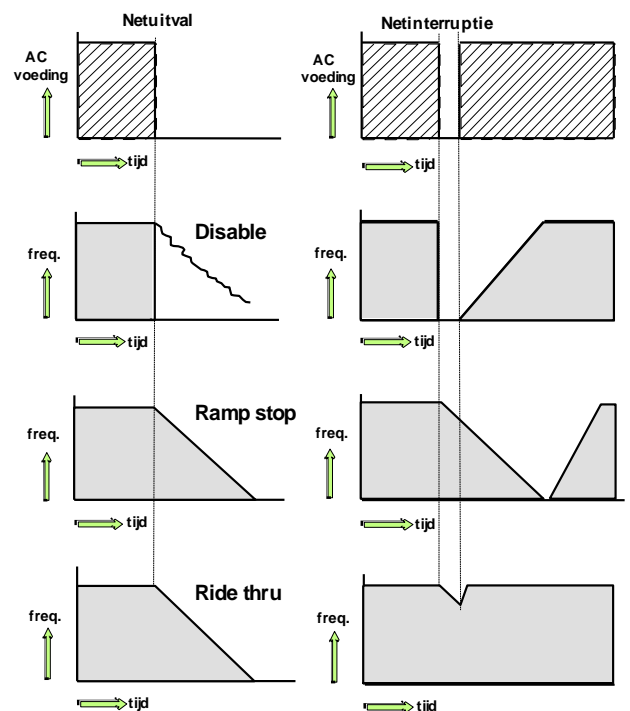 Netuitval
Netinterruptie
AC
voeding
tijd
AC
voeding
tijd
Disable
freq.
tijd
freq.
tijd
Ramp stop
freq.
tijd
freq.
tijd
Ride thru
freq.
tijd
freq.
tijd